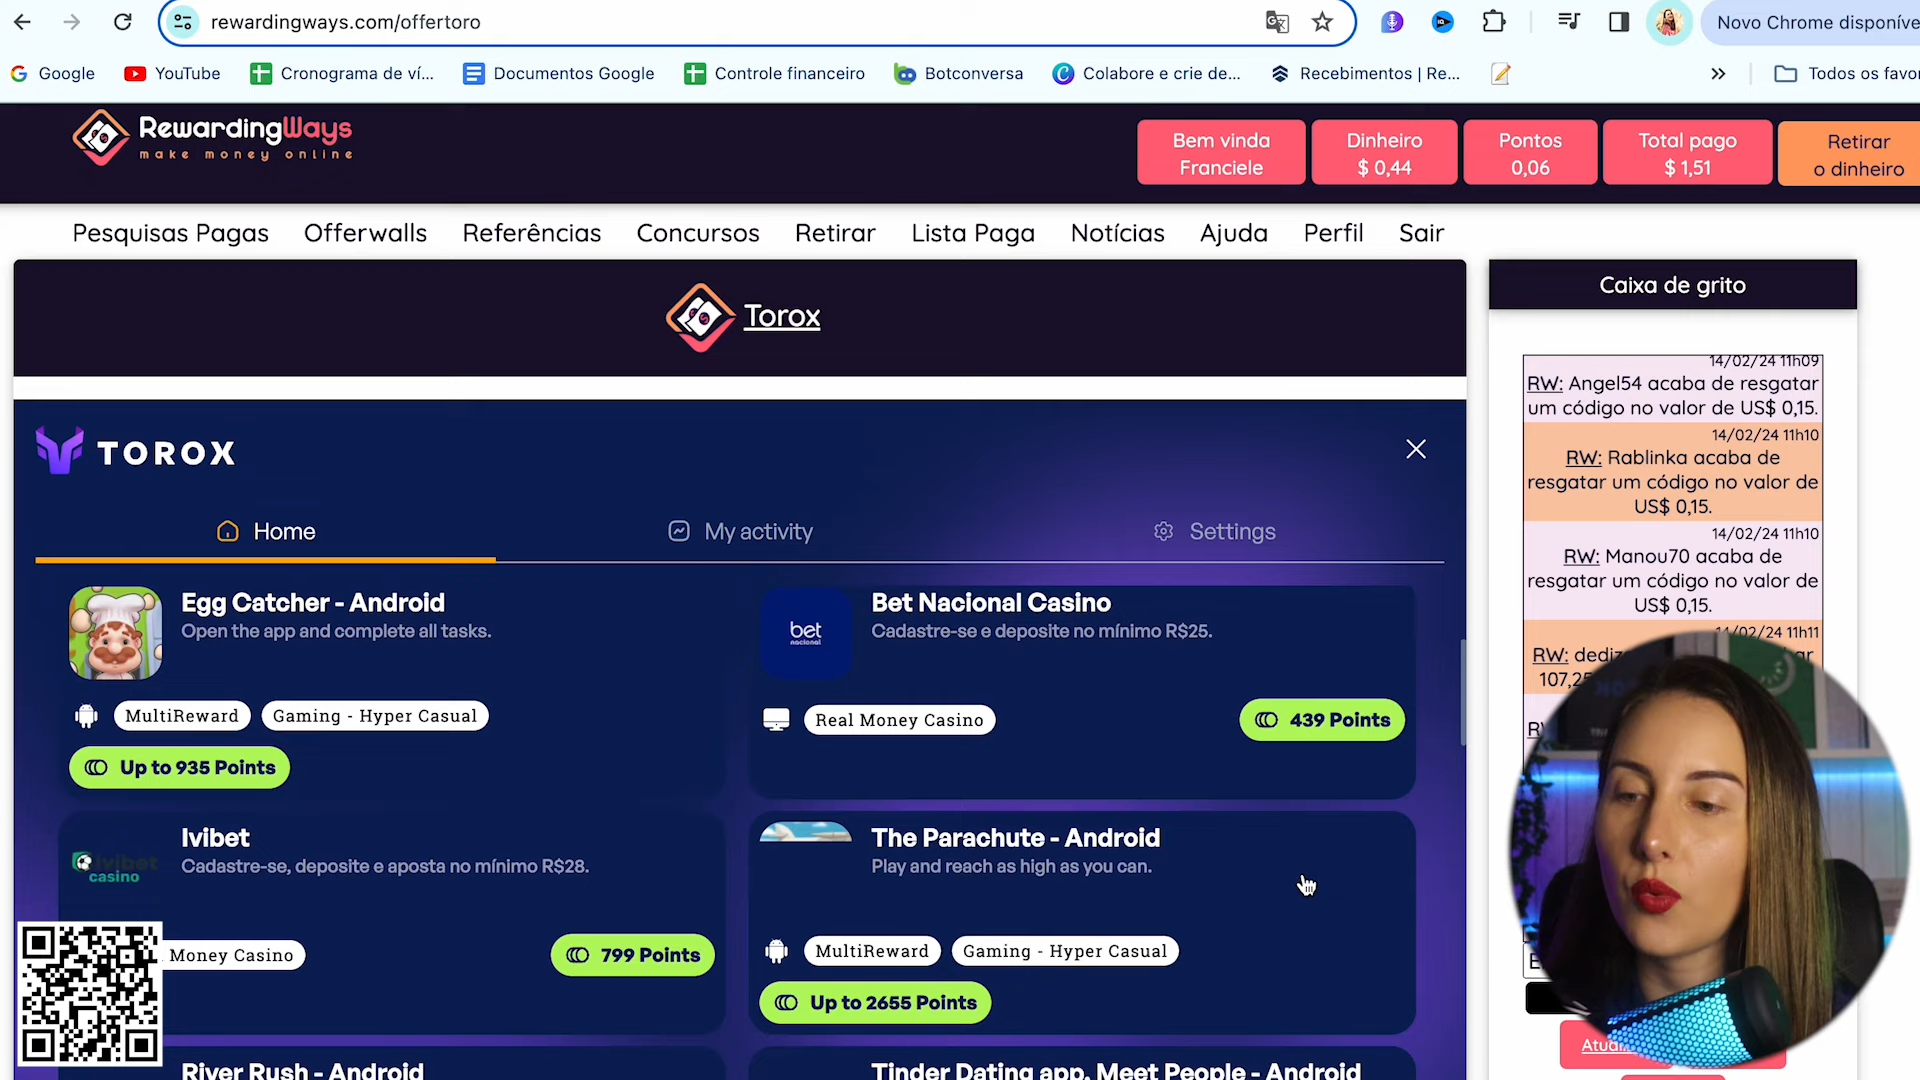 rewardingways.com/offertoro
Novo Chrome disponíve
Google
YouTube
Cronograma de ví...
Documentos Google
Controle financeiro
Botconversa
Colabore e crie de...
Recebimentos | Re...
Todos os favor
RewardingWays
make money online
Bem vinda
Franciele
Dinheiro
$ 0,44
Pontos
0,06
Total pago
$ 1,51
Retirar
o dinheiro
Pesquisas Pagas
Offerwalls
Referências
Concursos
Retirar
Lista Paga
Notícias
Ajuda
Perfil
Sair
Torox
Caixa de grito
14/02/24 11h09
RW: Angel54 acaba de resgatar
um código no valor de US$ 0,15.
14/02/24 11h10
RW: Rablinka acaba de
resgatar um código no valor de
US$ 0,15.
14/02/24 11h10
RW: Manou70 acaba de
resgatar um código no valor de
US$ 0,15.
14/02/24 11h11
RW:
TOROX
Home
My activity
Settings
Egg Catcher - Android
Open the app and complete all tasks.
MultiReward
Gaming - Hyper Casual
Up to 935 Points
bet
nacional
Bet Nacional Casino
Cadastre-se e deposite no mínimo R$25.
Real Money Casino
439 Points
ivibet
casino
Ivibet
Cadastre-se, deposite e aposta no mínimo R$28.
Money Casino
799 Points
The Parachute - Android
Play and reach as high as you can.
MultiReward
Gaming - Hyper Casual
Up to 2655 Points
River Rush - Android
Tinder Dating app. Meet People - Android